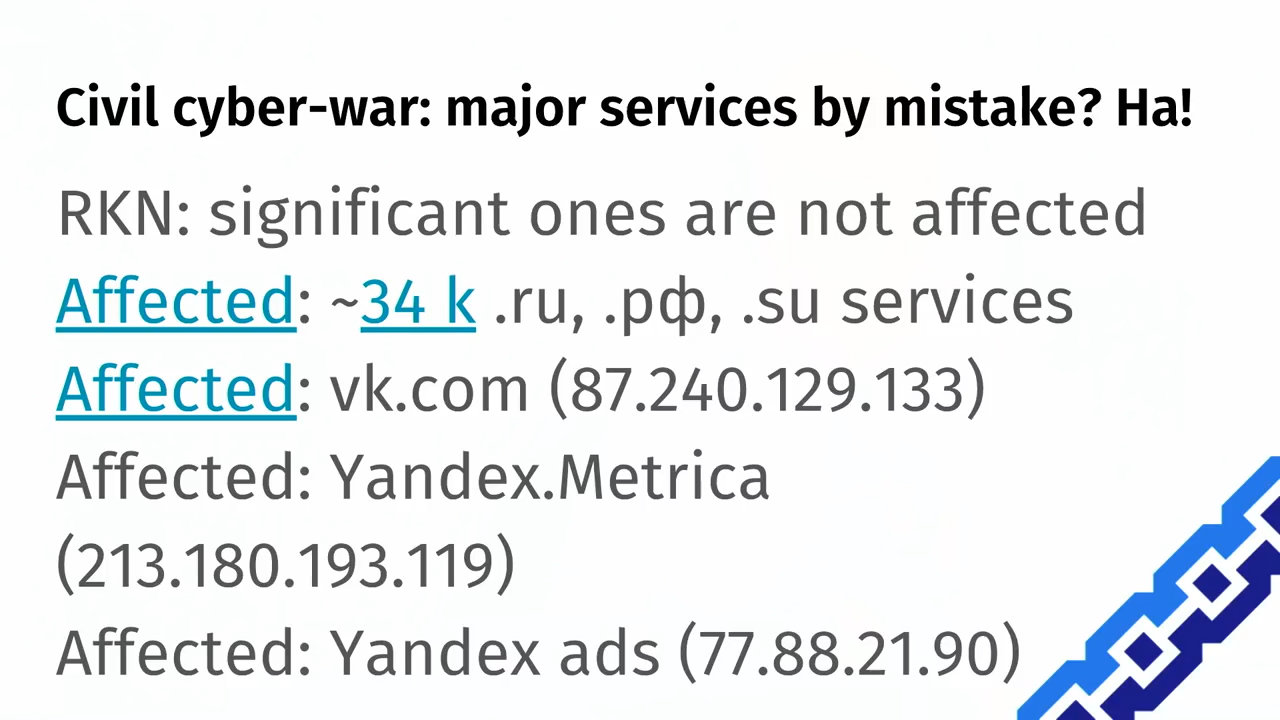 Civil cyber-war: major services by mistake? Ha!
RKN: significant ones are not affected
Affected: ~34 k .ru, .рф, .su services
Affected: vk.com (87.240.129.133)
Affected: Yandex.Metrica
(213.180.193.119)
Affected: Yandex ads (77.88.21.90)